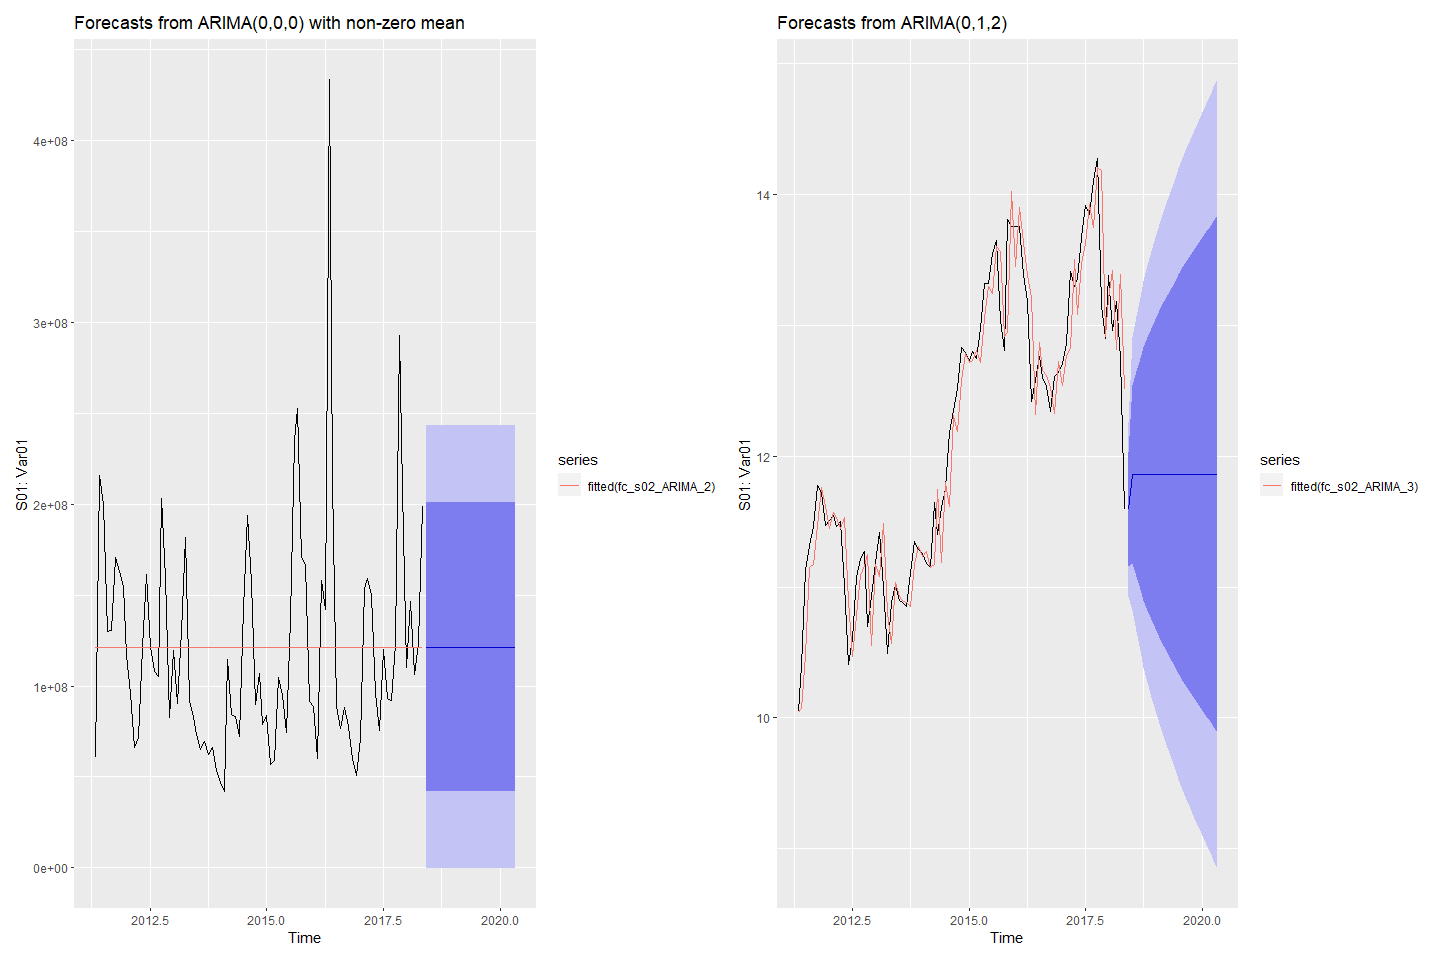 Forecasts from ARIMA(0,0,0) with non-zero mean
4e+08
3e+08
2e+08
1e+08
0e+00
S01: Var01
2012.5
2015.0
2017.5
2020.0
Time
series
fitted(fc_s02_ARIMA_2)
Forecasts from ARIMA(0,1,2)
14
12
10
S01: Var01
2012.5
2015.0
2017.5
2020.0
Time
series
fitted(fc_s02_ARIMA_3)